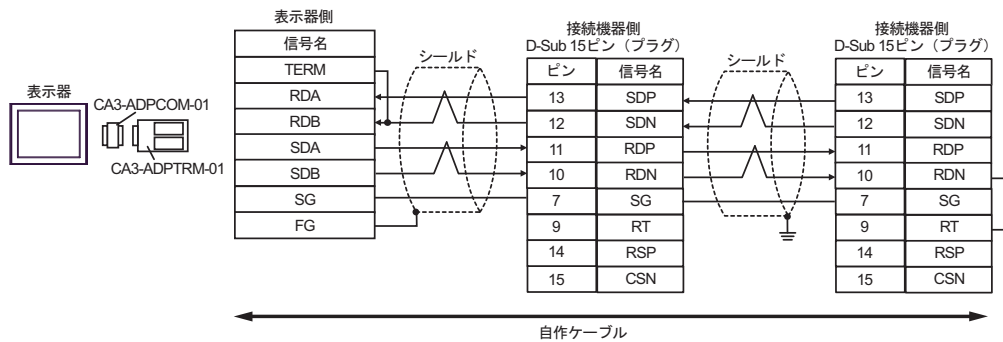 表示器
CA3-ADPCOM-01
CA3-ADPTRM-01
表示器側
信号名
TERM
RDA
RDB
SDA
SDB
SG
FG
シールド
接続機器側
D-Sub 15ピン（プラグ）
ピン 信号名
13 SDP
12 SDN
11 RDP
10 RDN
7 SG
9 RT
14 RSP
15 CSN
シールド
接続機器側
D-Sub 15ピン（プラグ）
ピン 信号名
13 SDP
12 SDN
11 RDP
10 RDN
7 SG
9 RT
14 RSP
15 CSN
自作ケーブル